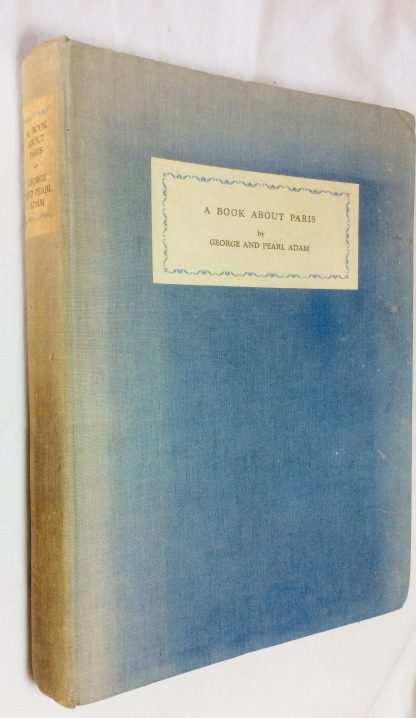 A BOOK
ABOUT
PARIS
GEORGE
AND PEARL
ADAM
A BOOK ABOUT PARIS
by
GEORGE AND PEARL ADAM